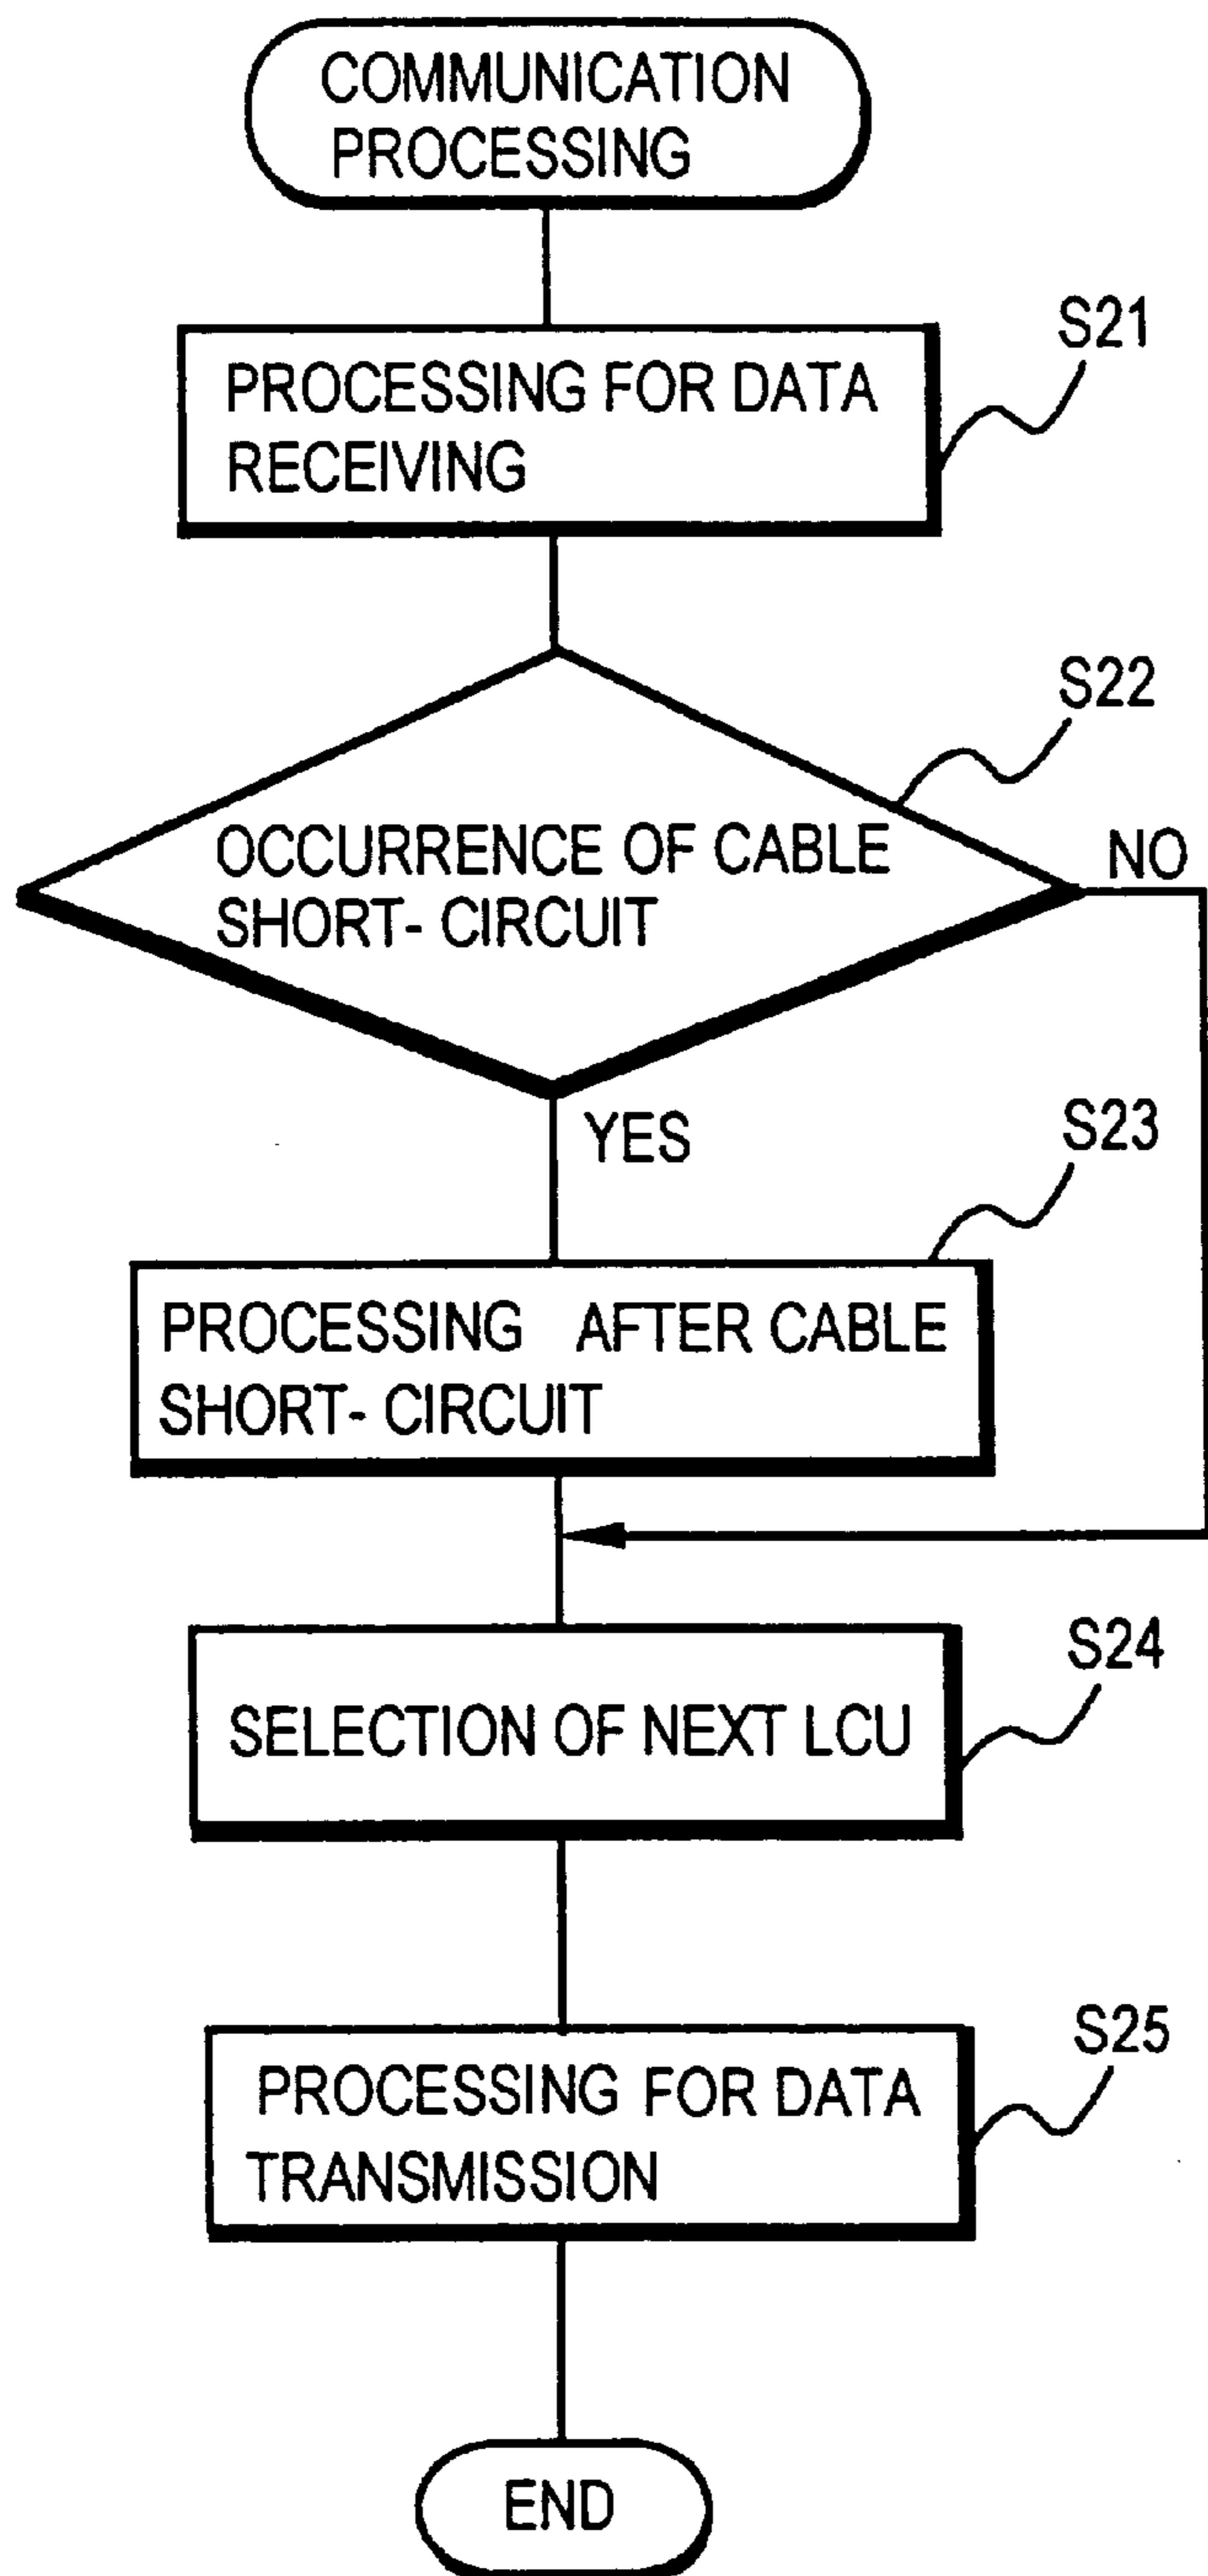 COMMUNICATION
PROCESSING
S21
PROCESSING FOR DATA
RECEIVING
S22
OCCURRENCE OF CABLE
SHORT- CIRCUIT
NO
YES
S23
PROCESSING AFTER CABLE
SHORT- CIRCUIT
S24
SELECTION OF NEXT LCU
S25
PROCESSING FOR DATA
TRANSMISSION
END